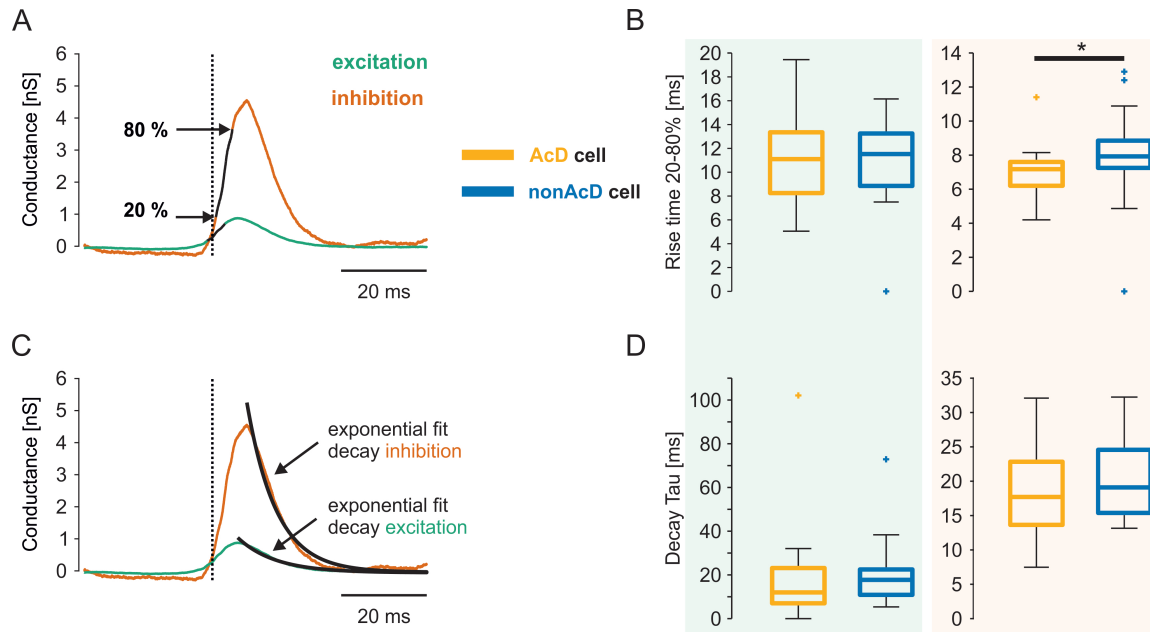 A
6
5
4
3
2
1
0
Conductance [nS]
excitation
inhibition
80 %
20 %
20 ms
AcD cell
nonAcD cell
B
20
18
16
14
12
10
8
6
4
2
0
Rise time 20-80% [ms]
14
12
10
8
6
4
2
0
*
C
6
5
4
3
2
1
0
Conductance [nS]
exponential fit
decay inhibition
exponential fit
decay excitation
20 ms
D
100
80
60
40
20
0
Decay Tau [ms]
35
30
25
20
15
10
5
0